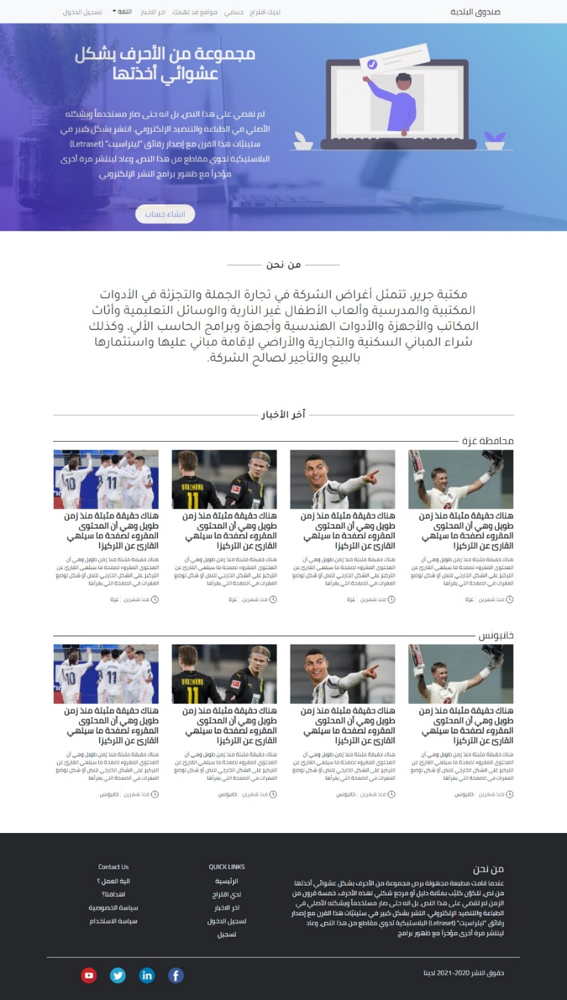 صندوق البلدية
لديك اقتراح حسابي مواقع قد تهمك اخر الاخبار اللغة تسجيل الدخول
مجموعة من الأحرف بشكل
عشوائي أخذتها
لم تقضي على هذا النص، بل انه حتى صار مستخدماً وبشكله
الأصلي في الطباعة والتنضيد الإلكتروني. انتشر بشكل كبير في
ستينيّات هذا القرن مع إصدار رقائق "ليتراسيت" (Letraset)
البلاستيكية تحوي مقاطع من هذا النص، وعاد لينتشر مرة أخرى
مؤخراَ مع ظهور برامج النشر الإلكتروني
انشاء حساب
من نحن
مكتبة جرير، تتمثل أغراض الشركة في تجارة الجملة والتجزئة في الأدوات
المكتبية والمدرسية وألعاب الأطفال غير النارية والوسائل التعليمية وأثاث
المكاتب والأجهزة والأدوات الهندسية وأجهزة وبرامج الحاسب الألي، وكذلك
شراء المباني السكنية والتجارية والأراضي لإقامة مباني عليها واستثمارها
بالبيع والتأجير لصالح الشركة.
آخر الأخبار
محافظة غزة
هناك حقيقة مثبتة منذ زمن
طويل وهي أن المحتوى
المقروء لصفحة ما سيلهي
القارئ عن التركيزا
هناك حقيقة مثبتة منذ زمن طويل وهي أن
المحتوى المقروء لصفحة ما سيلهي القارئ عن
التركيز على الشكل الخارجي للنص أو شكل توضع
الفقرات في الصفحة التي يقرأها
منذ شهرين غزة
هناك حقيقة مثبتة منذ زمن
طويل وهي أن المحتوى
المقروء لصفحة ما سيلهي
القارئ عن التركيزا
هناك حقيقة مثبتة منذ زمن طويل وهي أن
المحتوى المقروء لصفحة ما سيلهي القارئ عن
التركيز على الشكل الخارجي للنص أو شكل توضع
الفقرات في الصفحة التي يقرأها
منذ شهرين غزة
DORTMUND
11
هناك حقيقة مثبتة منذ زمن
طويل وهي أن المحتوى
المقروء لصفحة ما سيلهي
القارئ عن التركيزا
هناك حقيقة مثبتة منذ زمن طويل وهي أن
المحتوى المقروء لصفحة ما سيلهي القارئ عن
التركيز على الشكل الخارجي للنص أو شكل توضع
الفقرات في الصفحة التي يقرأها
منذ شهرين غزة
10
11
هناك حقيقة مثبتة منذ زمن
طويل وهي أن المحتوى
المقروء لصفحة ما سيلهي
القارئ عن التركيزا
هناك حقيقة مثبتة منذ زمن طويل وهي أن
المحتوى المقروء لصفحة ما سيلهي القارئ عن
التركيز على الشكل الخارجي للنص أو شكل توضع
الفقرات في الصفحة التي يقرأها
منذ شهرين غزة
خانيونس
هناك حقيقة مثبتة منذ زمن
طويل وهي أن المحتوى
المقروء لصفحة ما سيلهي
القارئ عن التركيزا
هناك حقيقة مثبتة منذ زمن طويل وهي أن
المحتوى المقروء لصفحة ما سيلهي القارئ عن
التركيز على الشكل الخارجي للنص أو شكل توضع
الفقرات في الصفحة التي يقرأها
منذ شهرين خانيونس
هناك حقيقة مثبتة منذ زمن
طويل وهي أن المحتوى
المقروء لصفحة ما سيلهي
القارئ عن التركيزا
هناك حقيقة مثبتة منذ زمن طويل وهي أن
المحتوى المقروء لصفحة ما سيلهي القارئ عن
التركيز على الشكل الخارجي للنص أو شكل توضع
الفقرات في الصفحة التي يقرأها
منذ شهرين خانيونس
DORTMUND
11
هناك حقيقة مثبتة منذ زمن
طويل وهي أن المحتوى
المقروء لصفحة ما سيلهي
القارئ عن التركيزا
هناك حقيقة مثبتة منذ زمن طويل وهي أن
المحتوى المقروء لصفحة ما سيلهي القارئ عن
التركيز على الشكل الخارجي للنص أو شكل توضع
الفقرات في الصفحة التي يقرأها
منذ شهرين خانيونس
10
11
هناك حقيقة مثبتة منذ زمن
طويل وهي أن المحتوى
المقروء لصفحة ما سيلهي
القارئ عن التركيزا
هناك حقيقة مثبتة منذ زمن طويل وهي أن
المحتوى المقروء لصفحة ما سيلهي القارئ عن
التركيز على الشكل الخارجي للنص أو شكل توضع
الفقرات في الصفحة التي يقرأها
منذ شهرين خانيونس
من نحن
عندما قامت مطبعة مجهولة برص مجموعة من الأحرف بشكل عشوائي أخذتها
من نص، لتكوّن كتيّب بمثابة دليل أو مرجع شكلي لهذه الأحرف. خمسة قرون من
الزمن لم تقضي على هذا النص، بل انه حتى صار مستخدماً وبشكله الأصلي في
الطباعة والتنضيد الإلكتروني. انتشر بشكل كبير في ستينيّات هذا القرن مع إصدار
رقائق "ليتراسيت" (Letraset) البلاستيكية تحوي مقاطع من هذا النص، وعاد
لينتشر مرة أخرى مؤخراَ مع ظهور برامج
QUICK LINKS
الرئيسية
لدي اقتراح
اخر الاخبار
تسجيل الدخول
تسجيل
Contact Us
الية العمل ؟
اهدافنا؟
سياسة الخصوصية
سياسة الاستخدام
حقوق النشر 2020-2021 لدينا